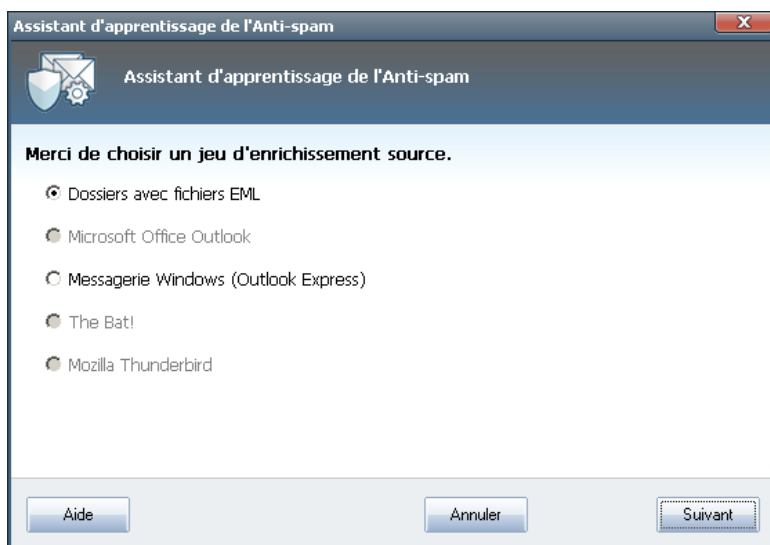 Assistant d'apprentissage de l'Anti-spam
Assistant d'apprentissage de l'Anti-spam
Merci de choisir un jeu d'enrichissement source.
Dossiers avec fichiers EML
Microsoft Office Outlook
Messagerie Windows (Outlook Express)
The Bat!
Mozilla Thunderbird
Aide
Annuler
Suivant